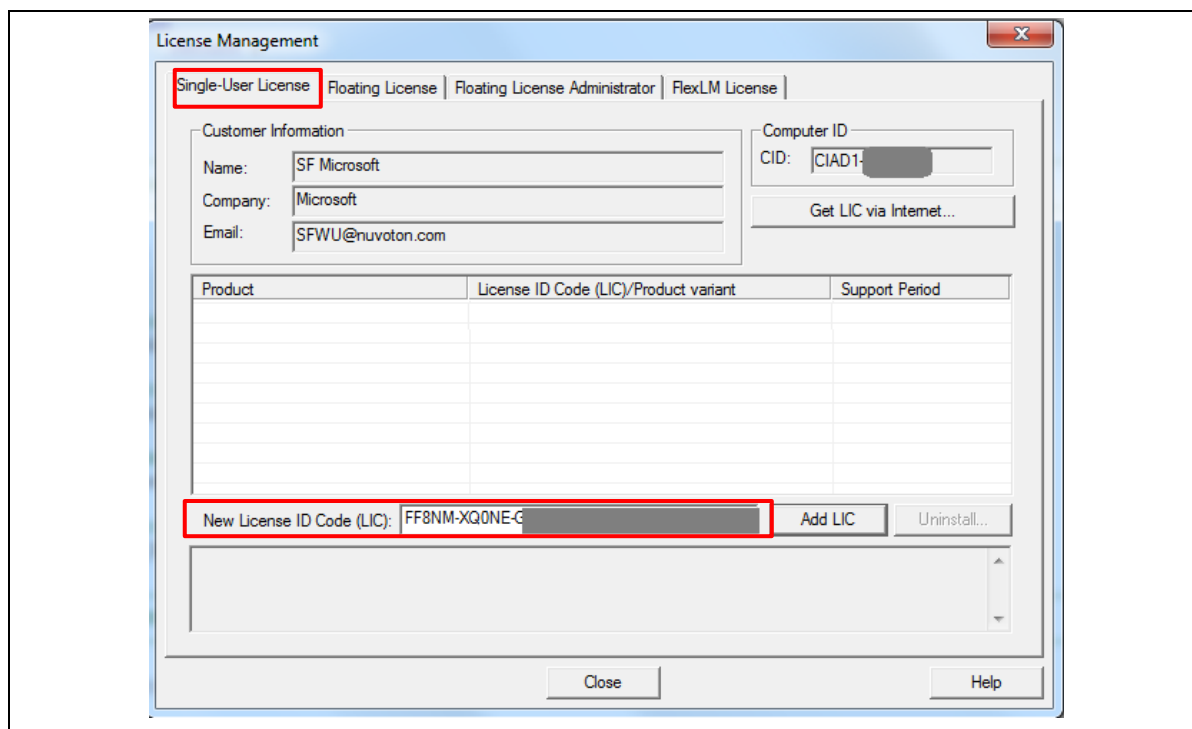 License Management
Single-User License Floating License Floating License Administrator FlexLM License
Customer Information
Name: SF Microsoft
Company: Microsoft
Email: SFWU@nuvoton.com
Computer ID
CID: CIAD1-
Get LIC via Internet...
Product License ID Code (LIC)/Product variant Support Period
New License ID Code (LIC): FF8NM-XQ0NE-G Add LIC Uninstall...
Close Help